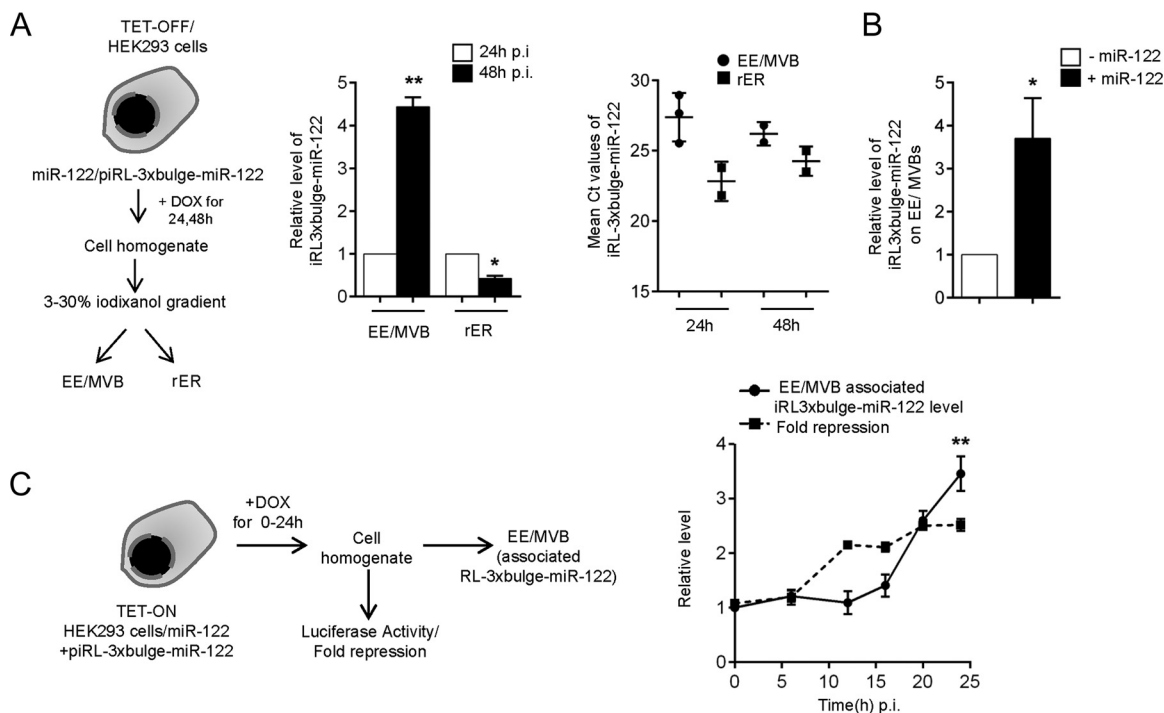 A
TET-OFF/
HEK293 cells
miR-122/piRL-3xbulge-miR-122
+ DOX for
24,48h
Cell homogenate
3-30% iodixanol gradient
EE/MVB
rER
24h p.i
48h p.i.
Relative level of
iRL3xbulge-miR-122
5
4
3
2
1
0
**
*
EE/MVB
rER
EE/MVB
rER
Mean Ct values of
iRL-3xbulge-miR-122
30
25
20
15
24h
48h
B
- miR-122
+ miR-122
Relative level of
iRL3xbulge-miR-122
on EE/ MVBs
5
4
3
2
1
0
*
C
TET-ON
HEK293 cells/miR-122
+piRL-3xbulge-miR-122
+DOX
for 0-24h
Cell
homogenate
EE/MVB
(associated
RL-3xbulge-miR-122)
Luciferase Activity/
Fold repression
EE/MVB associated
iRL3xbulge-miR-122 level
Fold repression
Relative level
4
3
2
1
0
**
0
5
10
15
20
25
Time(h) p.i.